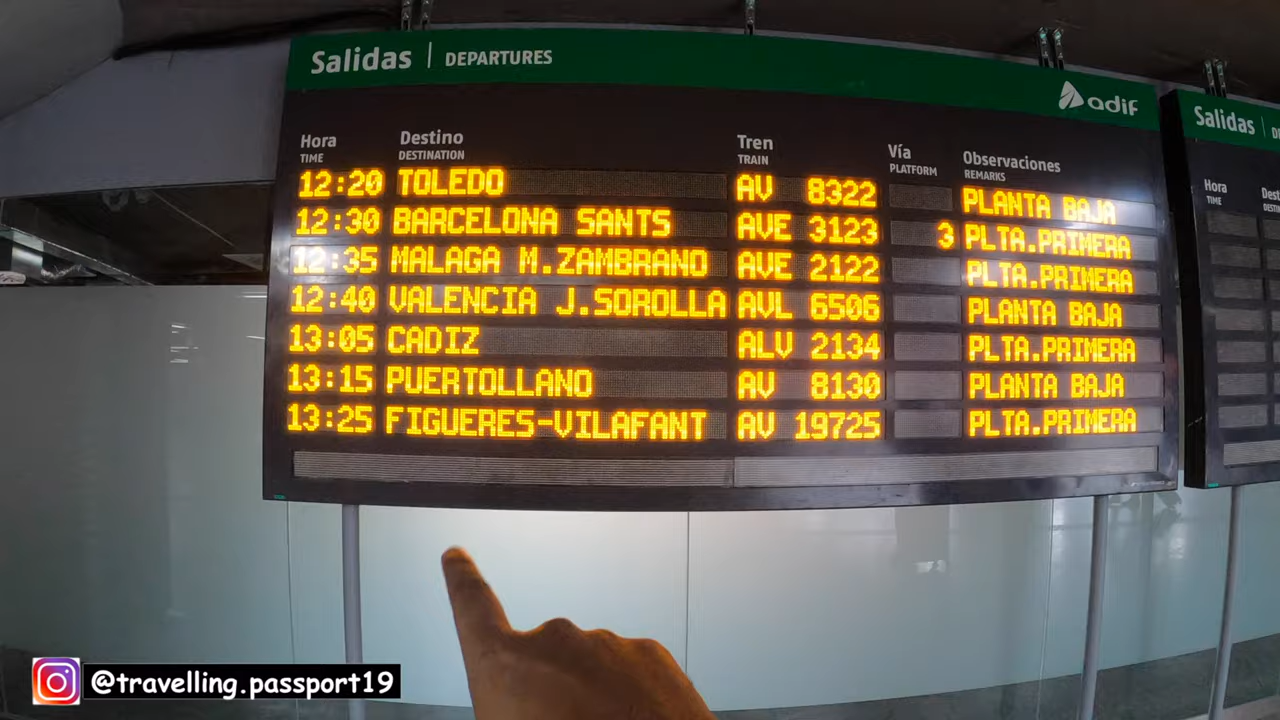 Salidas | DEPARTURES
adif
Hora Destino Tren Vía Observaciones
TIME DESTINATION TRAIN PLATFORM REMARKS
12:20 TOLEDO AV 8322 PLANTA BAJA
12:30 BARCELONA SANTS AVE 3123 3 PLTA.PRIMERA
12:35 MALAGA M.ZAMBRANO AVE 2122 PLTA.PRIMERA
12:40 VALENCIA J.SOROLLA AVL 6506 PLANTA BAJA
13:05 CADIZ ALV 2134 PLTA.PRIMERA
13:15 PUERTOLLANO AV 8130 PLANTA BAJA
13:25 FIGUERES-VILAFANT AV 19725 PLTA.PRIMERA
Salidas
Hora
TIME
@travelling.passport19